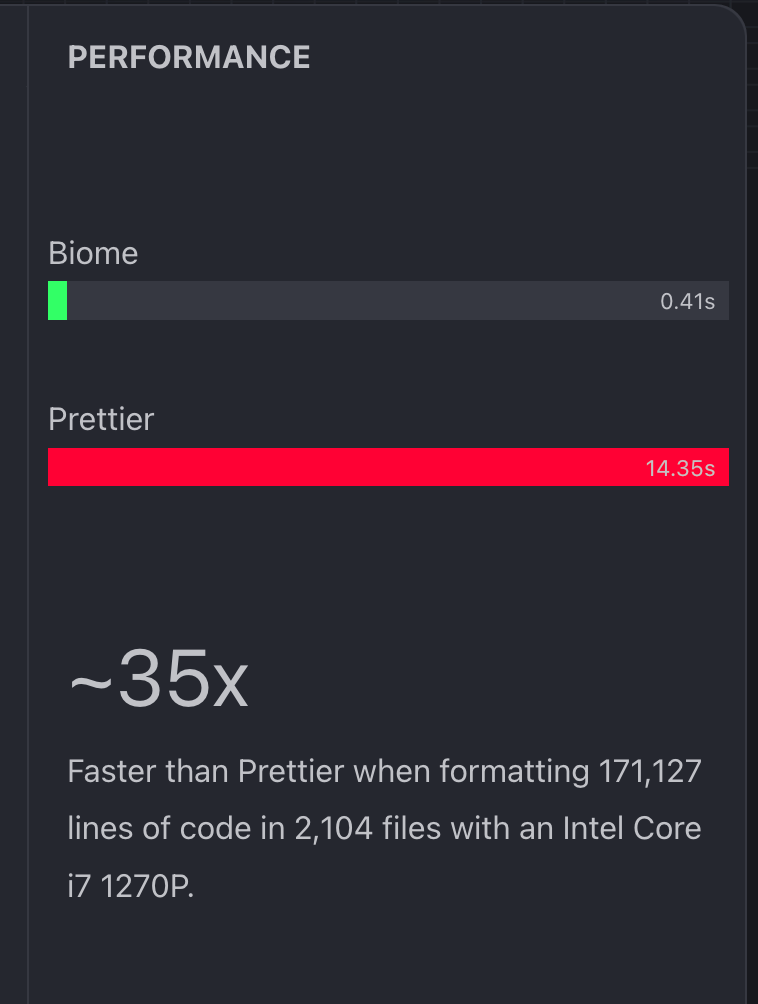 PERFORMANCE
Biome
0.41s
Prettier
14.35s
~35x
Faster than Prettier when formatting 171,127
lines of code in 2,104 files with an Intel Core
i7 1270P.